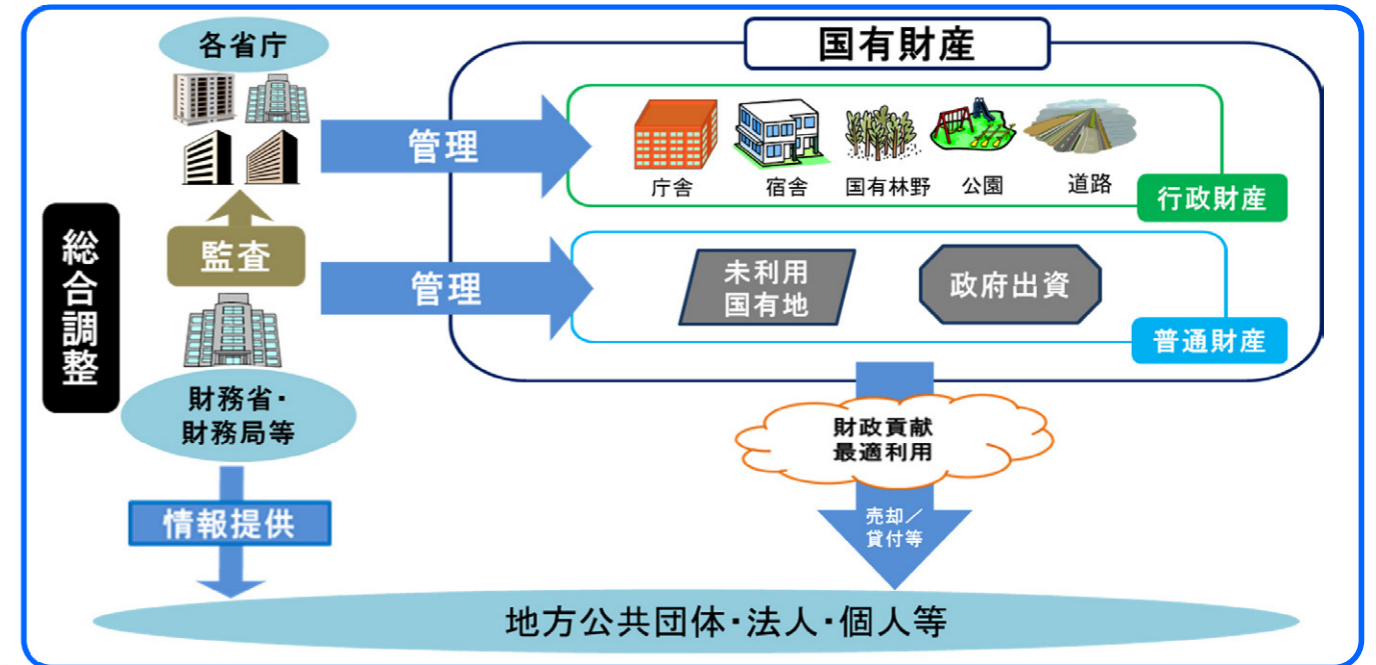 各省庁
国有財産
管理
庁舎
宿舎
国有林野
公園
道路
行政財産
総合調整
監査
管理
未利用
国有地
政府出資
普通財産
財務省・
財務局等
財政貢献
最適利用
情報提供
売却／
貸付等
地方公共団体・法人・個人等